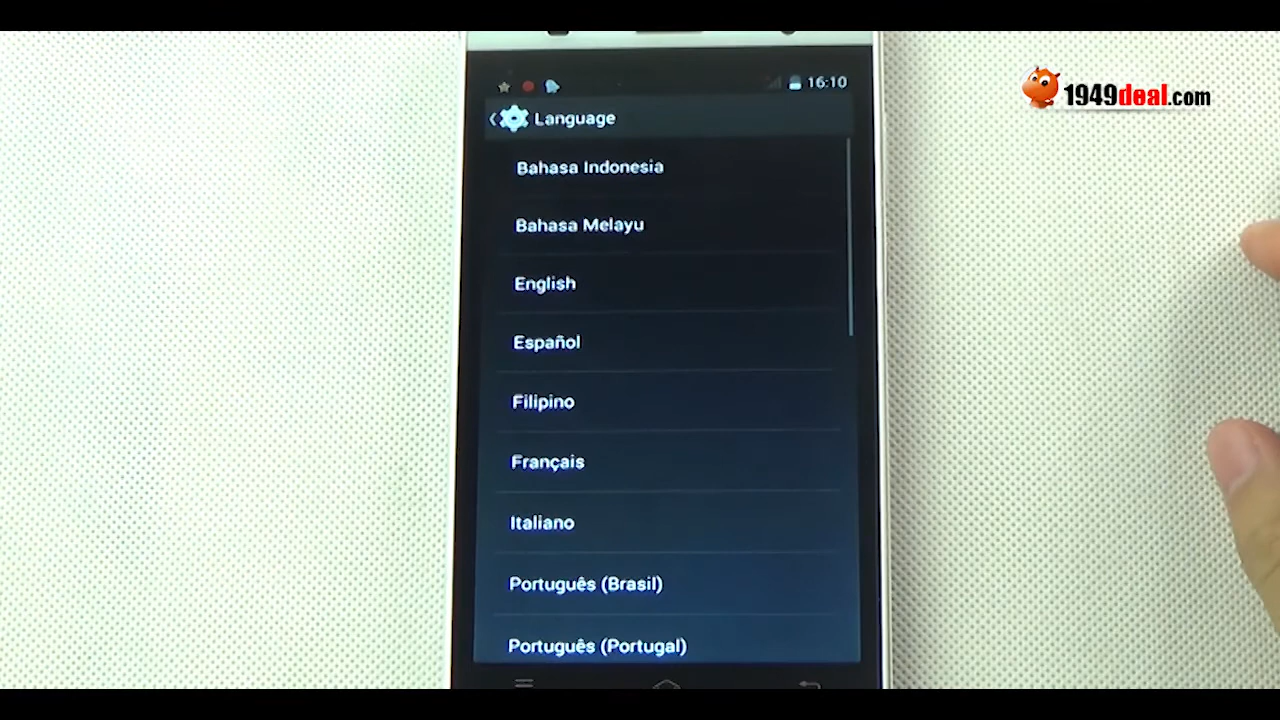 16:10
1949deal.com
Language
Bahasa Indonesia
Bahasa Melayu
English
Español
Filipino
Français
Italiano
Português (Brasil)
Português (Portugal)